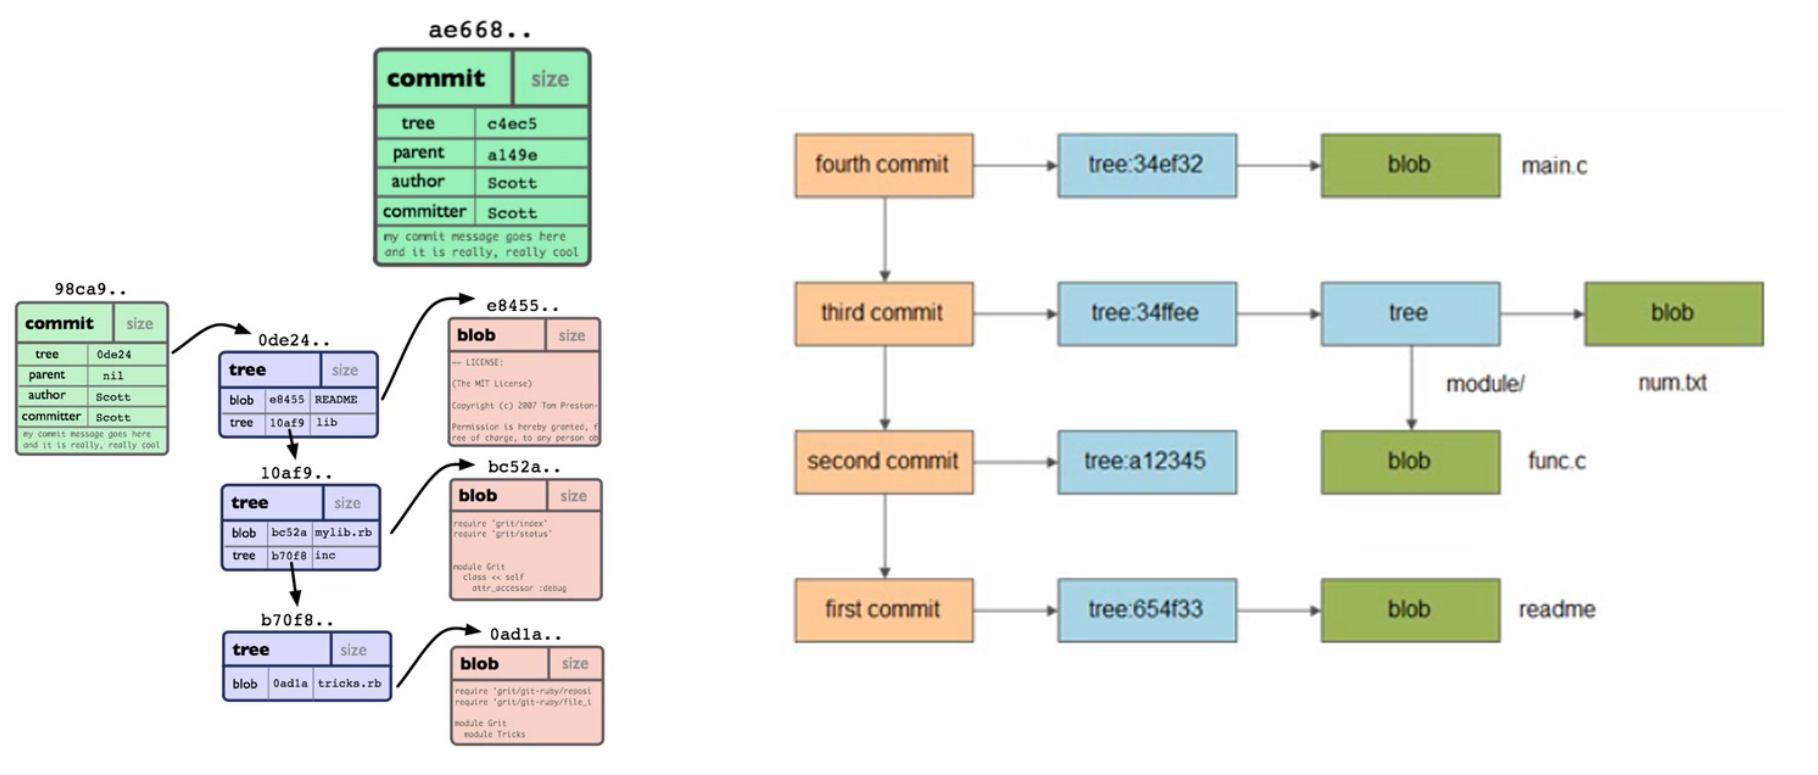 ae668..
commit size
tree c4ec5
parent a149e
author Scott
committer Scott
my commit message goes here
and it is really, really cool
98ca9..
commit size
tree 0de24
parent nil
author Scott
committer Scott
my commit message goes here
and it is really, really cool
0de24..
tree size
blob e8455 README
tree 10af9 lib
e8455..
blob size
== LICENSE:
(The MIT License)
Copyright (c) 2007 Tom Preston-
Permission is hereby granted, f
ree of charge, to any person ob
10af9..
tree size
blob bc52a mylib.rb
tree b70f8 inc
bc52a..
blob size
require 'grit/index'
require 'grit/status'
module Grit
class << self
attr_accessor :debug
b70f8..
tree size
blob 0ad1a tricks.rb
0ad1a..
blob size
require 'grit/git-ruby/reposi
require 'grit/git-ruby/file_i
module Grit
module Tricks
fourth commit tree:34ef32 blob main.c
third commit tree:34ffee tree blob
module/ num.txt
second commit tree:a12345 blob func.c
first commit tree:654f33 blob readme